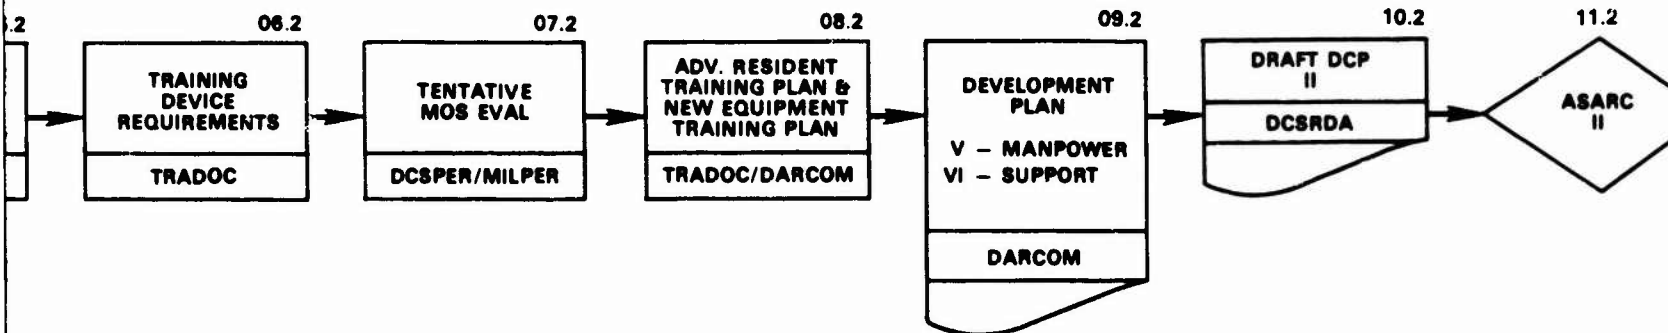 .2
06.2
07.2
08.2
09.2
10.2
11.2
TRAINING
DEVICE
REQUIREMENTS
TRADOC
TENTATIVE
MOS EVAL
DCSPER/MILPER
ADV. RESIDENT
TRAINING PLAN &
NEW EQUIPMENT
TRAINING PLAN
TRADOC/DARCOM
DEVELOPMENT
PLAN
V – MANPOWER
VI – SUPPORT
DARCOM
DRAFT DCP
II
DCSRDA
ASARC
II